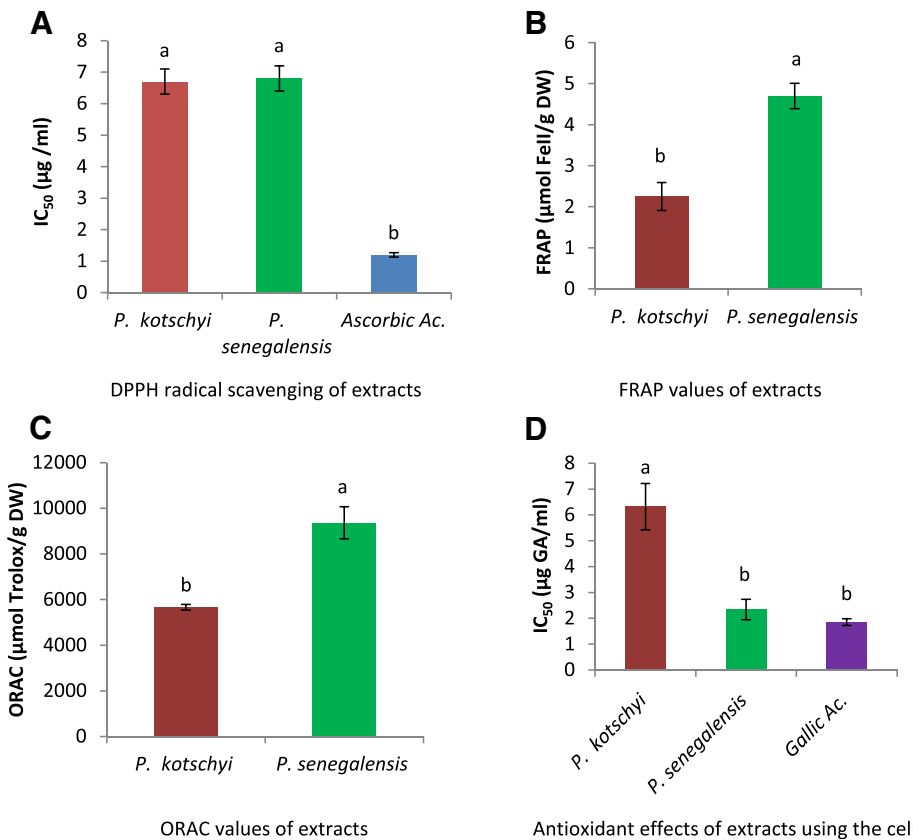 A
8
7
6
5
4
3
2
1
0
IC50 (µg /ml)
a
a
b
P. kotschyi
P. senegalensis
Ascorbic Ac.
DPPH radical scavenging of extracts
B
6
5
4
3
2
1
0
FRAP (µmol FeII/g DW)
b
a
P. kotschyi
P. senegalensis
FRAP values of extracts
C
12000
10000
8000
6000
4000
2000
0
ORAC (µmol Trolox/g DW)
b
a
P. kotschyi
P. senegalensis
ORAC values of extracts
D
8
7
6
5
4
3
2
1
0
IC50 (µg GA/ml)
a
b
b
P. kotschyi
P. senegalensis
Gallic Ac.
Antioxidant effects of extracts using the cel